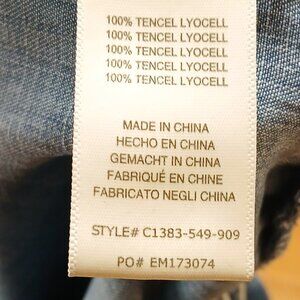 100% TENCEL LYOCELL
100% TENCEL LYOCELL
100% TENCEL LYOCELL
100% TENCEL LYOCELL
100% TENCEL LYOCELL
MADE IN CHINA
HECHO EN CHINA
GEMACHT IN CHINA
FABRIQUÉ EN CHINE
FABRICATO NEGLI CHINA
STYLE# C1383-549-909
PO# EM173074